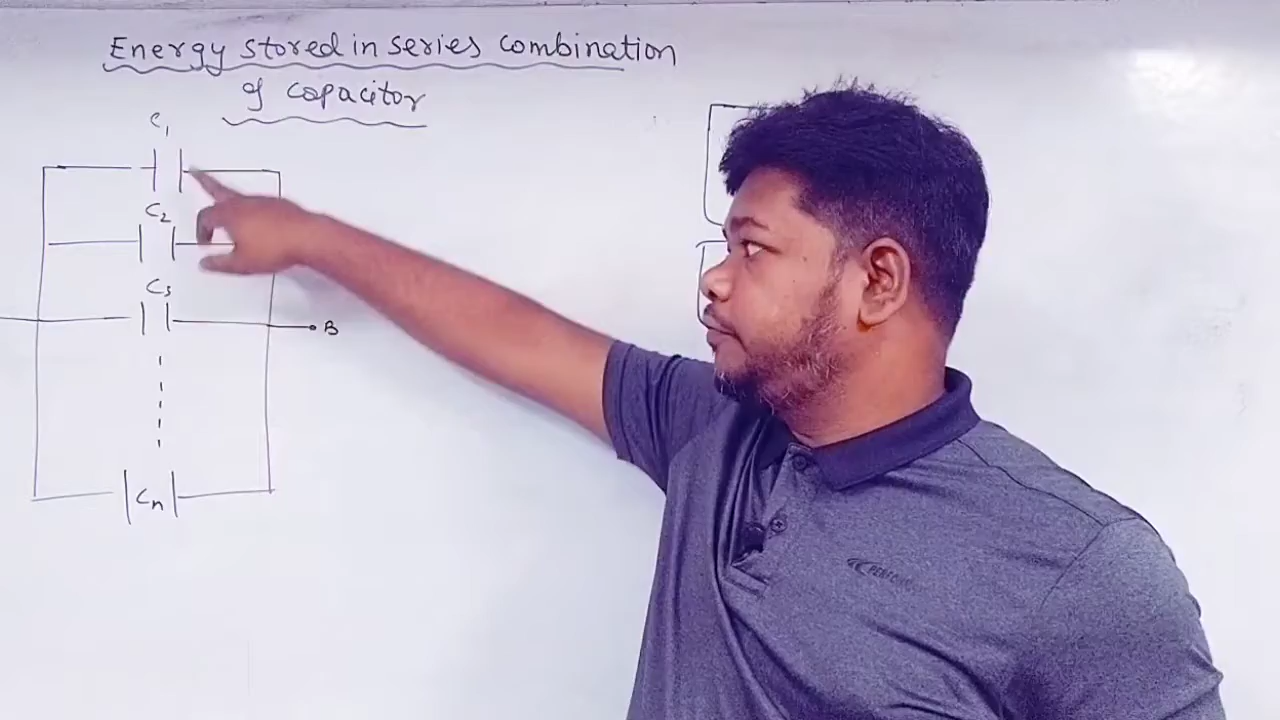 Energy stored in series combination
of capacitor
C1
C2
C3
B
Cn